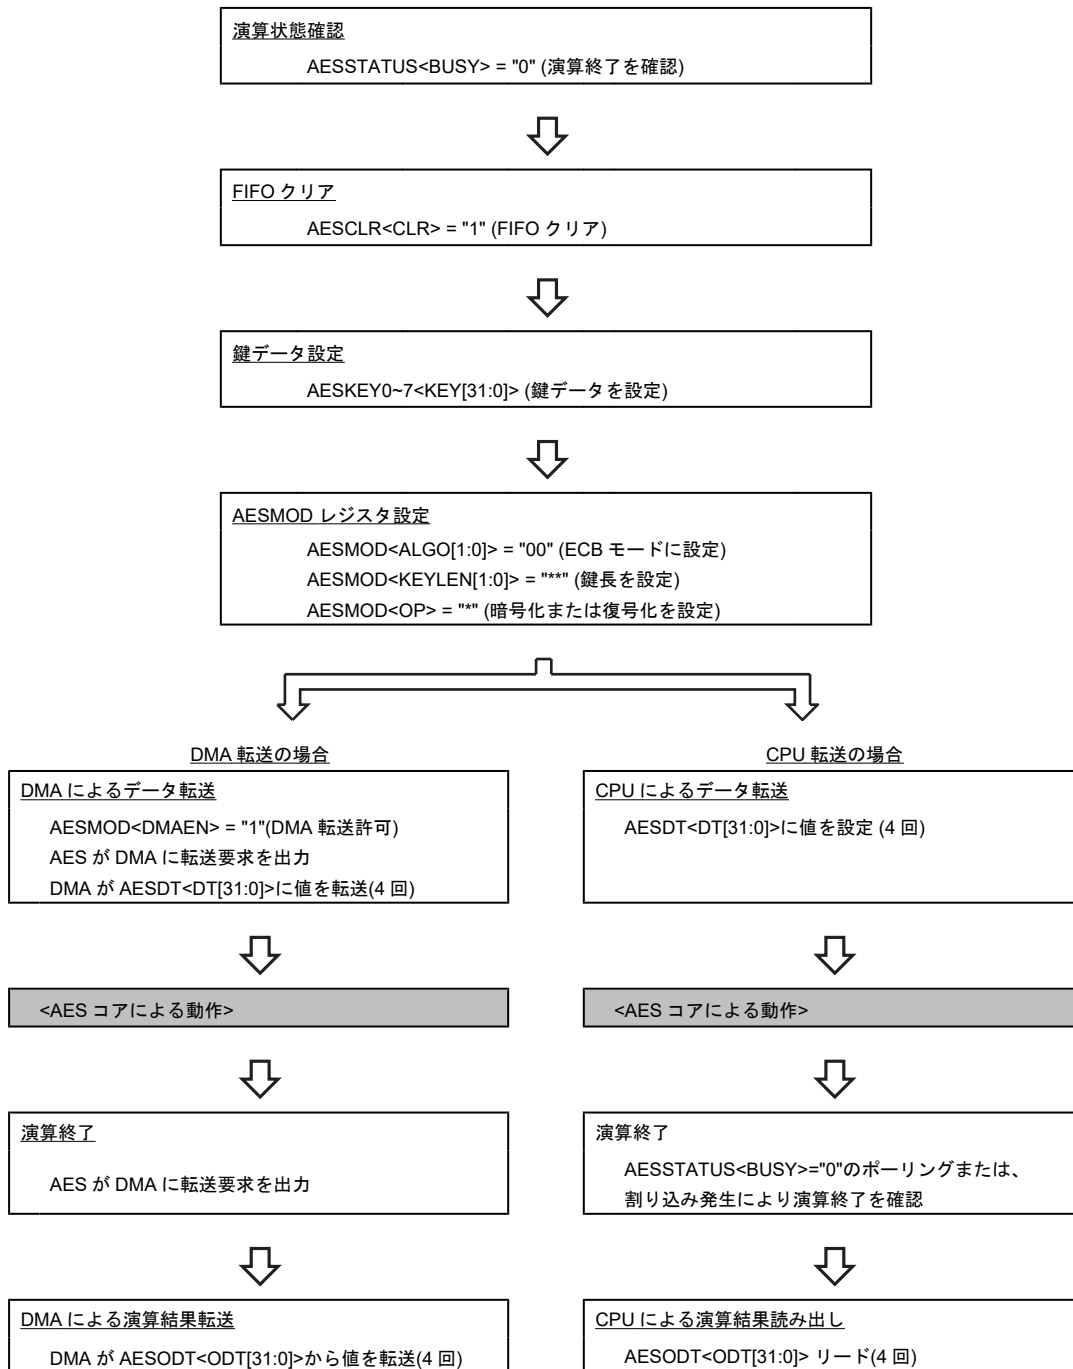 演算状態確認
AESSTATUS<BUSY> = "0" (演算終了を確認)
FIFO クリア
AESCLR<CLR> = "1" (FIFO クリア)
鍵データ設定
AESKEY0~7<KEY[31:0]> (鍵データを設定)
AESMOD レジスタ設定
AESMOD<ALGO[1:0]> = "00" (ECB モードに設定)
AESMOD<KEYLEN[1:0]> = "**" (鍵長を設定)
AESMOD<OP> = "*" (暗号化または復号化を設定)
DMA 転送の場合
DMA によるデータ転送
AESMOD<DMAEN> = "1"(DMA 転送許可)
AES が DMA に転送要求を出力
DMA が AESDT<DT[31:0]>に値を転送(4 回)
<AES コアによる動作>
演算終了
AES が DMA に転送要求を出力
DMA による演算結果転送
DMA が AESODT<ODT[31:0]>から値を転送(4 回)
CPU 転送の場合
CPU によるデータ転送
AESDT<DT[31:0]>に値を設定 (4 回)
<AES コアによる動作>
演算終了
AESSTATUS<BUSY>="0"のポーリングまたは、
割り込み発生により演算終了を確認
CPU による演算結果読み出し
AESODT<ODT[31:0]> リード(4 回)